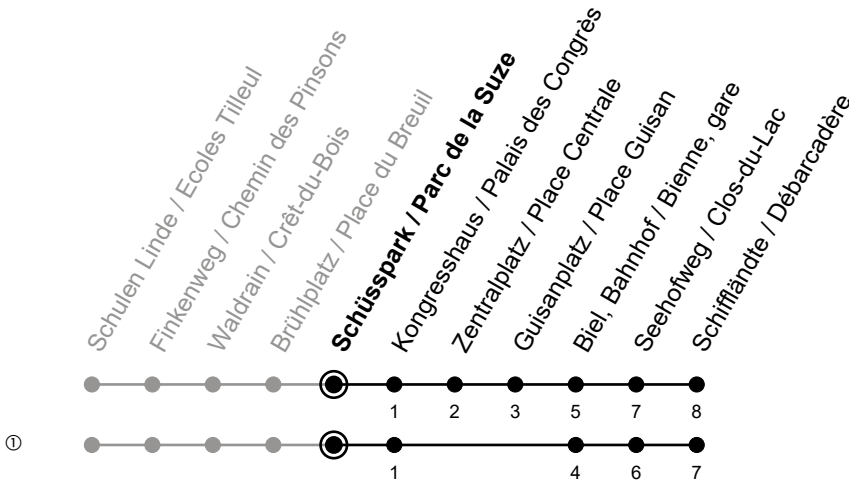 Schulen Linde / Ecoles Tilleul
Finkenweg / Chemin des Pinsons
Waldrain / Crêt-du-Bois
Brühlplatz / Place du Breuil
Schüsspark / Parc de la Suze
Kongresshaus / Palais des Congrès
Zentralplatz / Place Centrale
Guisanplatz / Place Guisan
Biel, Bahnhof / Bienne, gare
Seehofweg / Clos-du-Lac
Schiffländte / Débarcadère
1 2 3 5 7 8
①
1 4 6 7